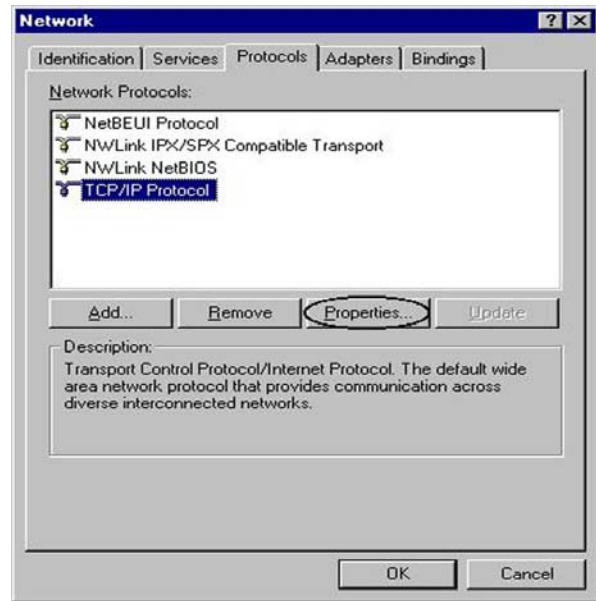 Network
Identification Services Protocols Adapters Bindings
Network Protocols:
NetBEUI Protocol
NWLink IPX/SPX Compatible Transport
NWLink NetBIOS
TCP/IP Protocol
Add... Remove Properties... Update
Description:
Transport Control Protocol/Internet Protocol. The default wide
area network protocol that provides communication across
diverse interconnected networks.
OK Cancel